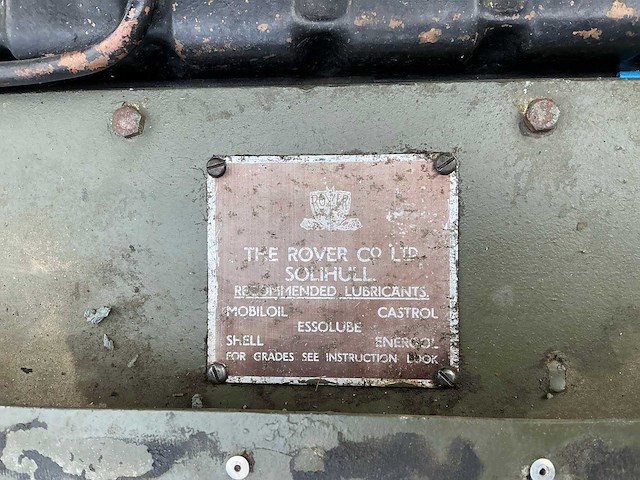 THE ROVER CO LTD.
SOLIHULL.
RECOMMENDED LUBRICANTS.
MOBILOIL CASTROL
ESSOLUBE
SHELL ENERGOL
FOR GRADES SEE INSTRUCTION BOOK